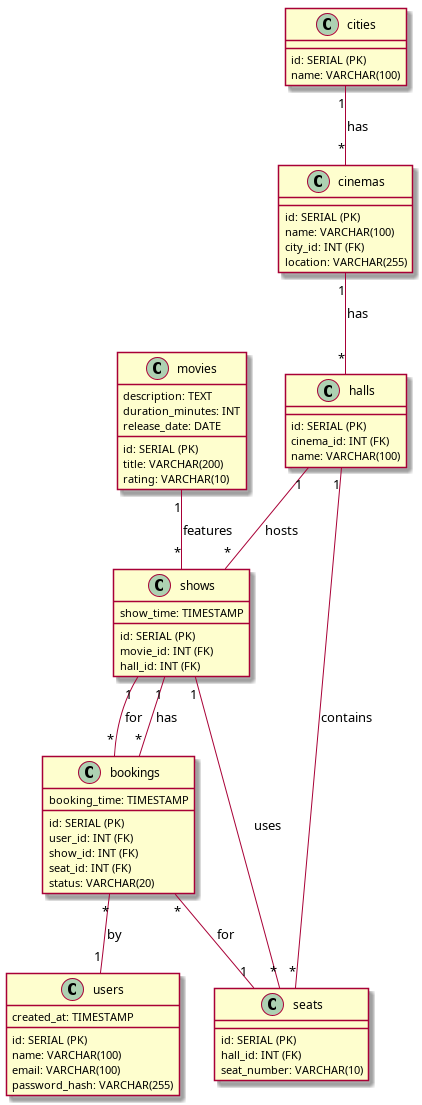 C cities
id: SERIAL (PK)
name: VARCHAR(100)
1
has
*
C cinemas
id: SERIAL (PK)
name: VARCHAR(100)
city_id: INT (FK)
location: VARCHAR(255)
1
has
*
C movies
description: TEXT
duration_minutes: INT
release_date: DATE
id: SERIAL (PK)
title: VARCHAR(200)
rating: VARCHAR(10)
C halls
id: SERIAL (PK)
cinema_id: INT (FK)
name: VARCHAR(100)
1 1 1
features hosts
* *
C shows
show_time: TIMESTAMP
id: SERIAL (PK)
movie_id: INT (FK)
hall_id: INT (FK)
1 1 1
for has contains
* *
C bookings
booking_time: TIMESTAMP
id: SERIAL (PK)
user_id: INT (FK)
show_id: INT (FK)
seat_id: INT (FK)
status: VARCHAR(20)
uses
* *
by for
1 1 * *
C users
created_at: TIMESTAMP
id: SERIAL (PK)
name: VARCHAR(100)
email: VARCHAR(100)
password_hash: VARCHAR(255)
C seats
id: SERIAL (PK)
hall_id: INT (FK)
seat_number: VARCHAR(10)